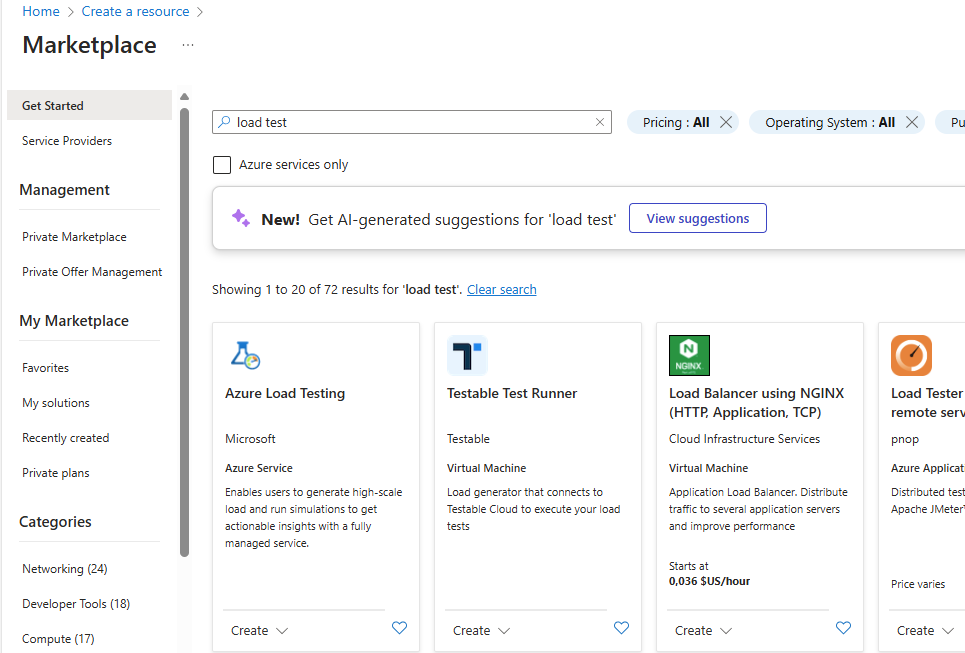 Home > Create a resource >
Marketplace ...
Get Started
Service Providers
Management
Private Marketplace
Private Offer Management
My Marketplace
Favorites
My solutions
Recently created
Private plans
Categories
Networking (24)
Developer Tools (18)
Compute (17)
load test
Pricing : All
Operating System : All
Pu
Azure services only
New! Get AI-generated suggestions for 'load test'
View suggestions
Showing 1 to 20 of 72 results for 'load test'. Clear search
Azure Load Testing
Microsoft
Azure Service
Enables users to generate high-scale
load and run simulations to get
actionable insights with a fully
managed service.
Create
Testable Test Runner
Testable
Virtual Machine
Load generator that connects to
Testable Cloud to execute your load
tests
Create
NGINX
Load Balancer using NGINX
(HTTP, Application, TCP)
Cloud Infrastructure Services
Virtual Machine
Application Load Balancer. Distribute
traffic to several application servers
and improve performance
Starts at
0,036 $US/hour
Create
Load Tester
remote serv
pnop
Azure Applicat
Distributed test
Apache JMeter
Price varies
Create